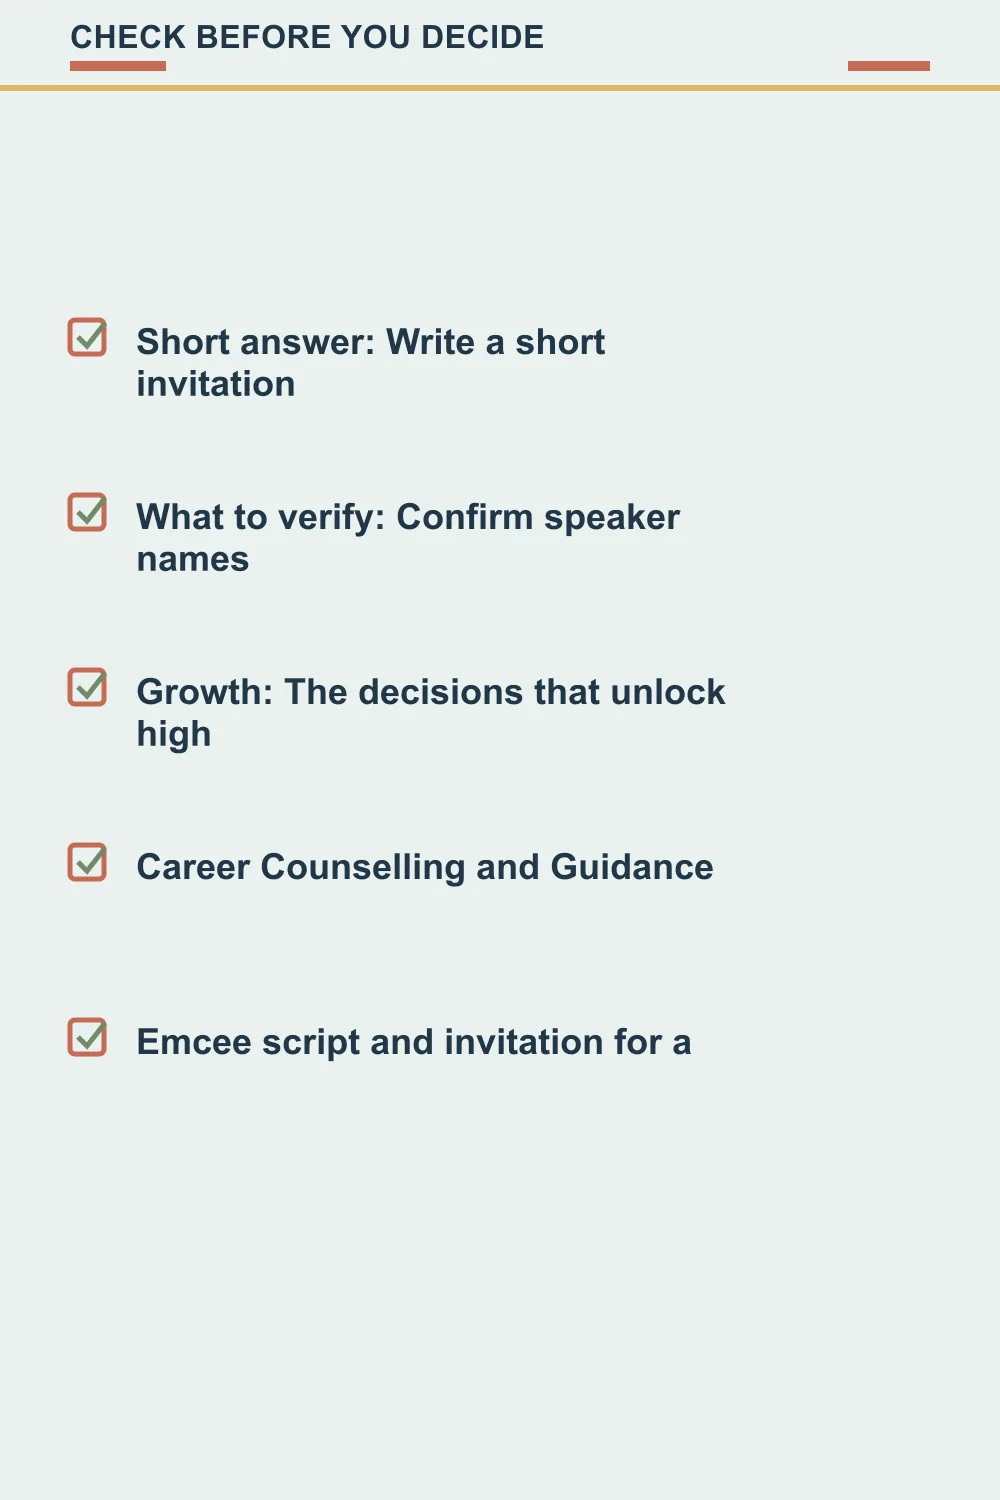 CHECK BEFORE YOU DECIDE
Short answer: Write a short
invitation
What to verify: Confirm speaker
names
Growth: The decisions that unlock
high
Career Counselling and Guidance
Emcee script and invitation for a